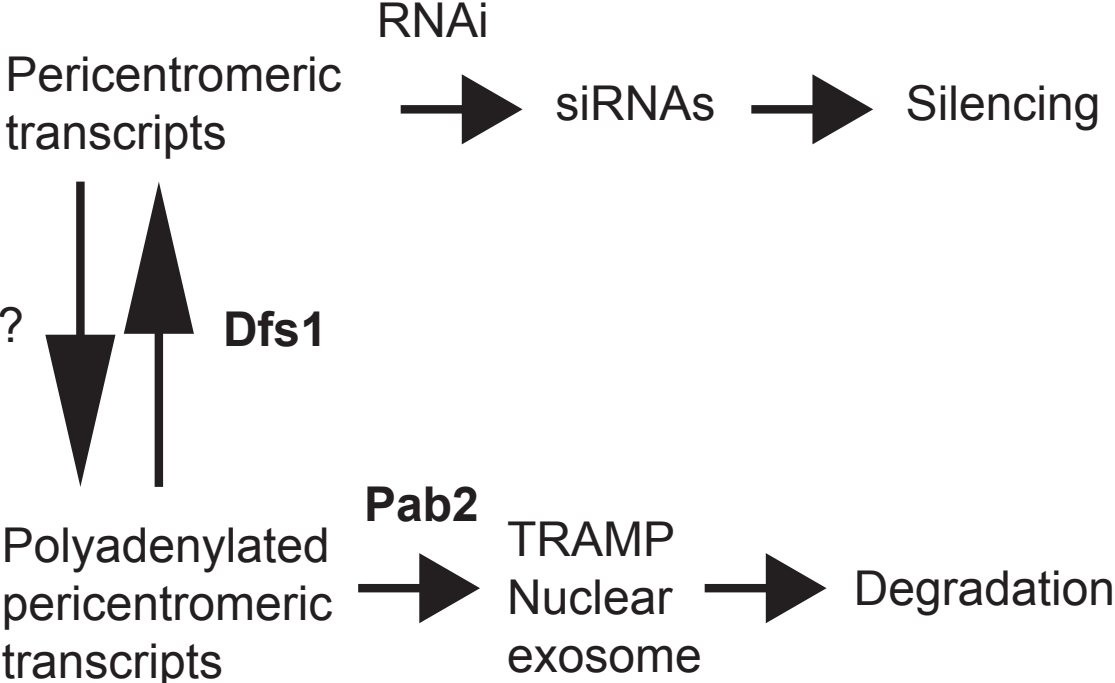 RNAi
Pericentromeric
transcripts
siRNAs
Silencing
?
Dfs1
Pab2
Polyadenylated
pericentromeric
transcripts
TRAMP
Nuclear
exosome
Degradation